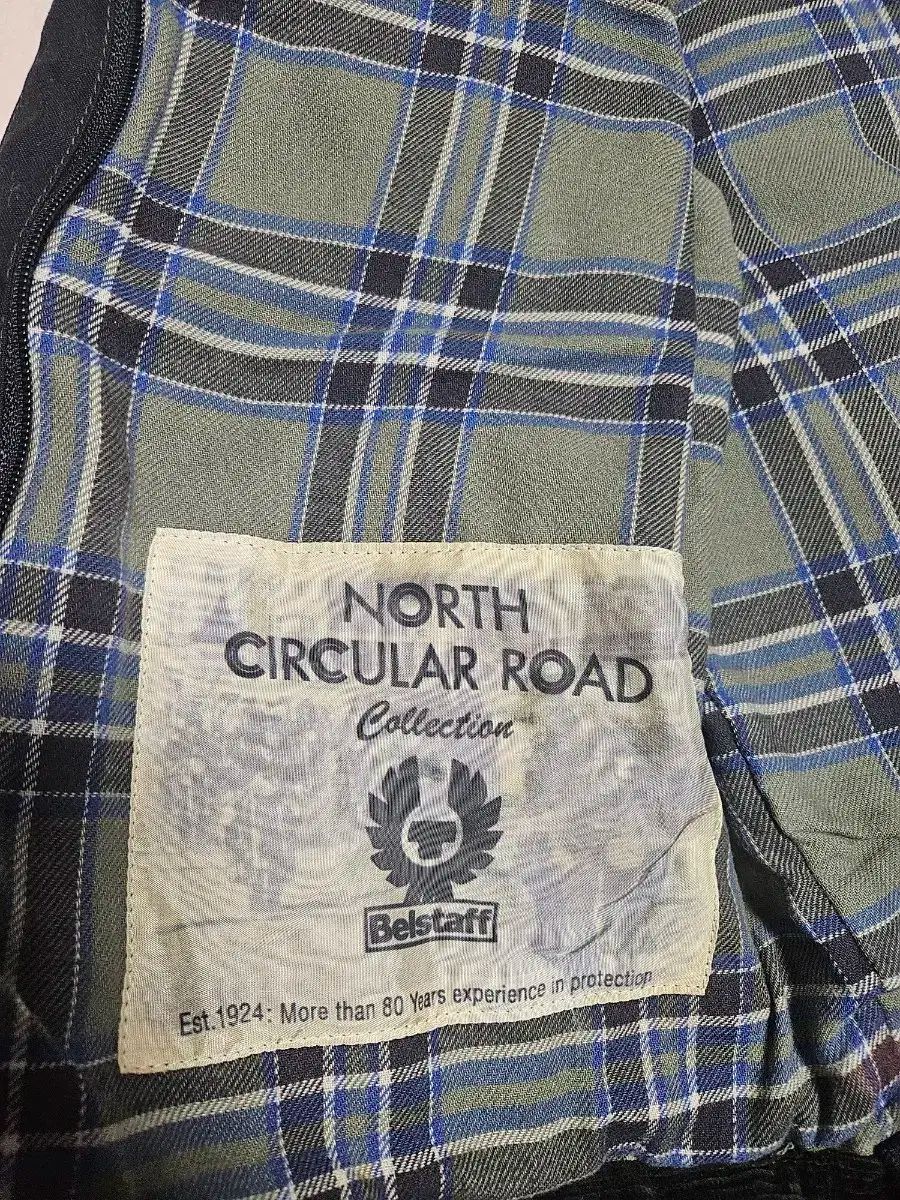 NORTH
CIRCULAR ROAD
Collection
Belstaff
Est.1924: More than 80 Years experience in protection